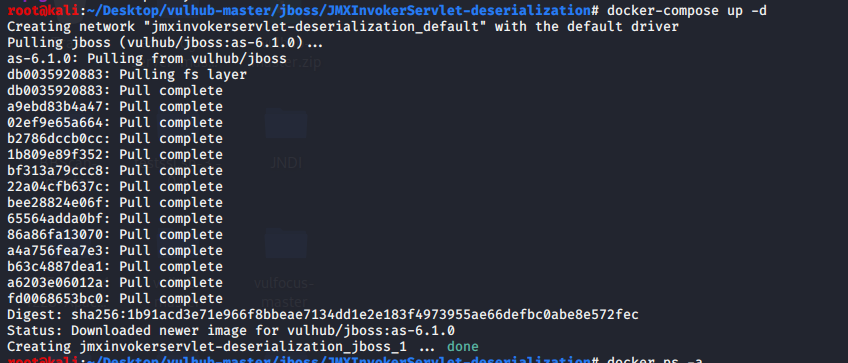 root@kali:~/Desktop/vulhub-master/jboss/JMXInvokerServlet-deserialization# docker-compose up -d
Creating network "jmxinvokerservlet-deserialization_default" with the default driver
Pulling jboss (vulhub/jboss:as-6.1.0)...
as-6.1.0: Pulling from vulhub/jboss
db0035920883: Pulling fs layer
db0035920883: Pull complete
a9ebd83b4a47: Pull complete
02ef9e65a664: Pull complete
b2786dccb0cc: Pull complete
1b809e89f352: Pull complete
bf313a79ccc8: Pull complete
22a04cfb637c: Pull complete
bee28824e06f: Pull complete
65564adda0bf: Pull complete
86a86fa13070: Pull complete
a4a756fea7e3: Pull complete
b63c4887dea1: Pull complete
a6203e06012a: Pull complete
fd0068653bc0: Pull complete
Digest: sha256:1b91acd3e71e966f8bbeae7134dd1e2e183f4973955ae66defbc0abe8e572fec
Status: Downloaded newer image for vulhub/jboss:as-6.1.0
Creating jmxinvokerservlet-deserialization_jboss_1 ... done
root@kali:~/Desktop/vulhub-master/jboss/JMXInvokerServlet-deserialization# docker ps -a
JNDI
vulfocus-
master